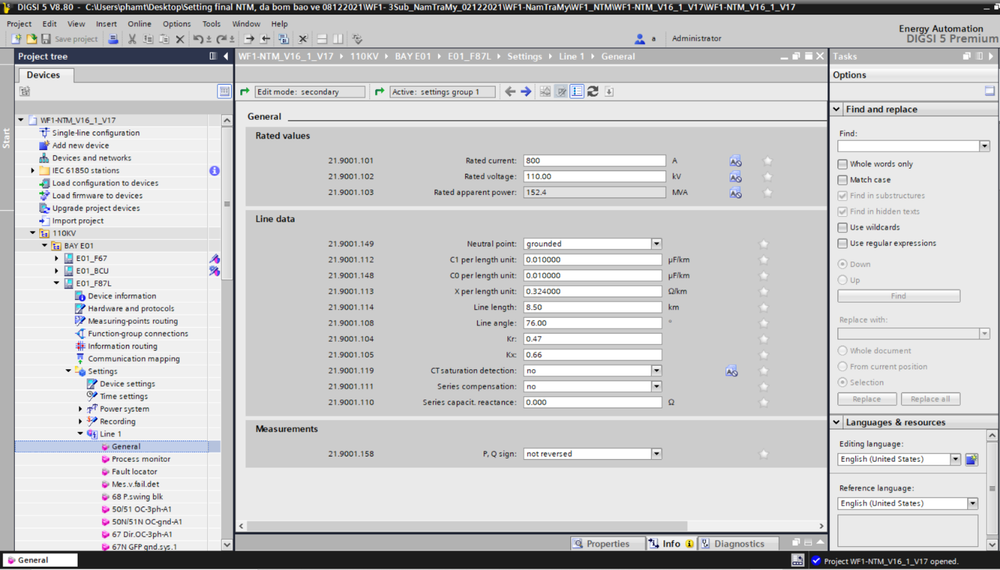 DIGSI 5 V8.80 - C:\Users\phamt\Desktop\Setting final NTM, da bom bao ve 08122021\WF1- 3Sub_NamTraMy_02122021\WF1-NamTraMy\WF1_NTM\WF1-NTM_V16_1_V17\WF1-NTM_V16_1_V17
Project Edit View Insert Online Options Tools Window Help
Save project
a Administrator
Energy Automation
DIGSI 5 Premium
Start
Project tree
Devices
WF1-NTM_V16_1_V17
Single-line configuration
Add new device
Devices and networks
IEC 61850 stations
Load configuration to devices
Load firmware to devices
Upgrade project devices
Import project
110KV
BAY E01
E01_F67
E01_BCU
E01_F87L
Device information
Hardware and protocols
Measuring-points routing
Function-group connections
Information routing
Communication mapping
Settings
Device settings
Time settings
Power system
Recording
Line 1
General
Process monitor
Fault locator
Mes.v.fail.det
68 P.swing blk
50/51 OC-3ph-A1
50N/51N OC-gnd-A1
67 Dir.OC-3ph-A1
67N GFP gnd.sys.1
WF1-NTM_V16_1_V17 110KV BAY E01 E01_F87L Settings Line 1 General
Edit mode: secondary
Active: settings group 1
General
Rated values
21.9001.101 Rated current: 800 A
21.9001.102 Rated voltage: 110.00 kV
21.9001.103 Rated apparent power: 152.4 MVA
Line data
21.9001.149 Neutral point: grounded
21.9001.112 C1 per length unit: 0.010000 µF/km
21.9001.148 C0 per length unit: 0.010000 µF/km
21.9001.113 X per length unit: 0.324000 Ω/km
21.9001.114 Line length: 8.50 km
21.9001.108 Line angle: 76.00 °
21.9001.104 Kr: 0.47
21.9001.105 Kx: 0.66
21.9001.119 CT saturation detection: no
21.9001.111 Series compensation: no
21.9001.110 Series capacit. reactance: 0.000 Ω
Measurements
21.9001.158 P, Q sign: not reversed
Properties Info Diagnostics
Tasks
Options
Find and replace
Find:
Whole words only
Match case
Find in substructures
Find in hidden texts
Use wildcards
Use regular expressions
Down
Up
Find
Replace with:
Whole document
From current position
Selection
Replace Replace all
Languages & resources
Editing language:
English (United States)
Reference language:
English (United States)
General
Project WF1-NTM_V16_1_V17 opened.